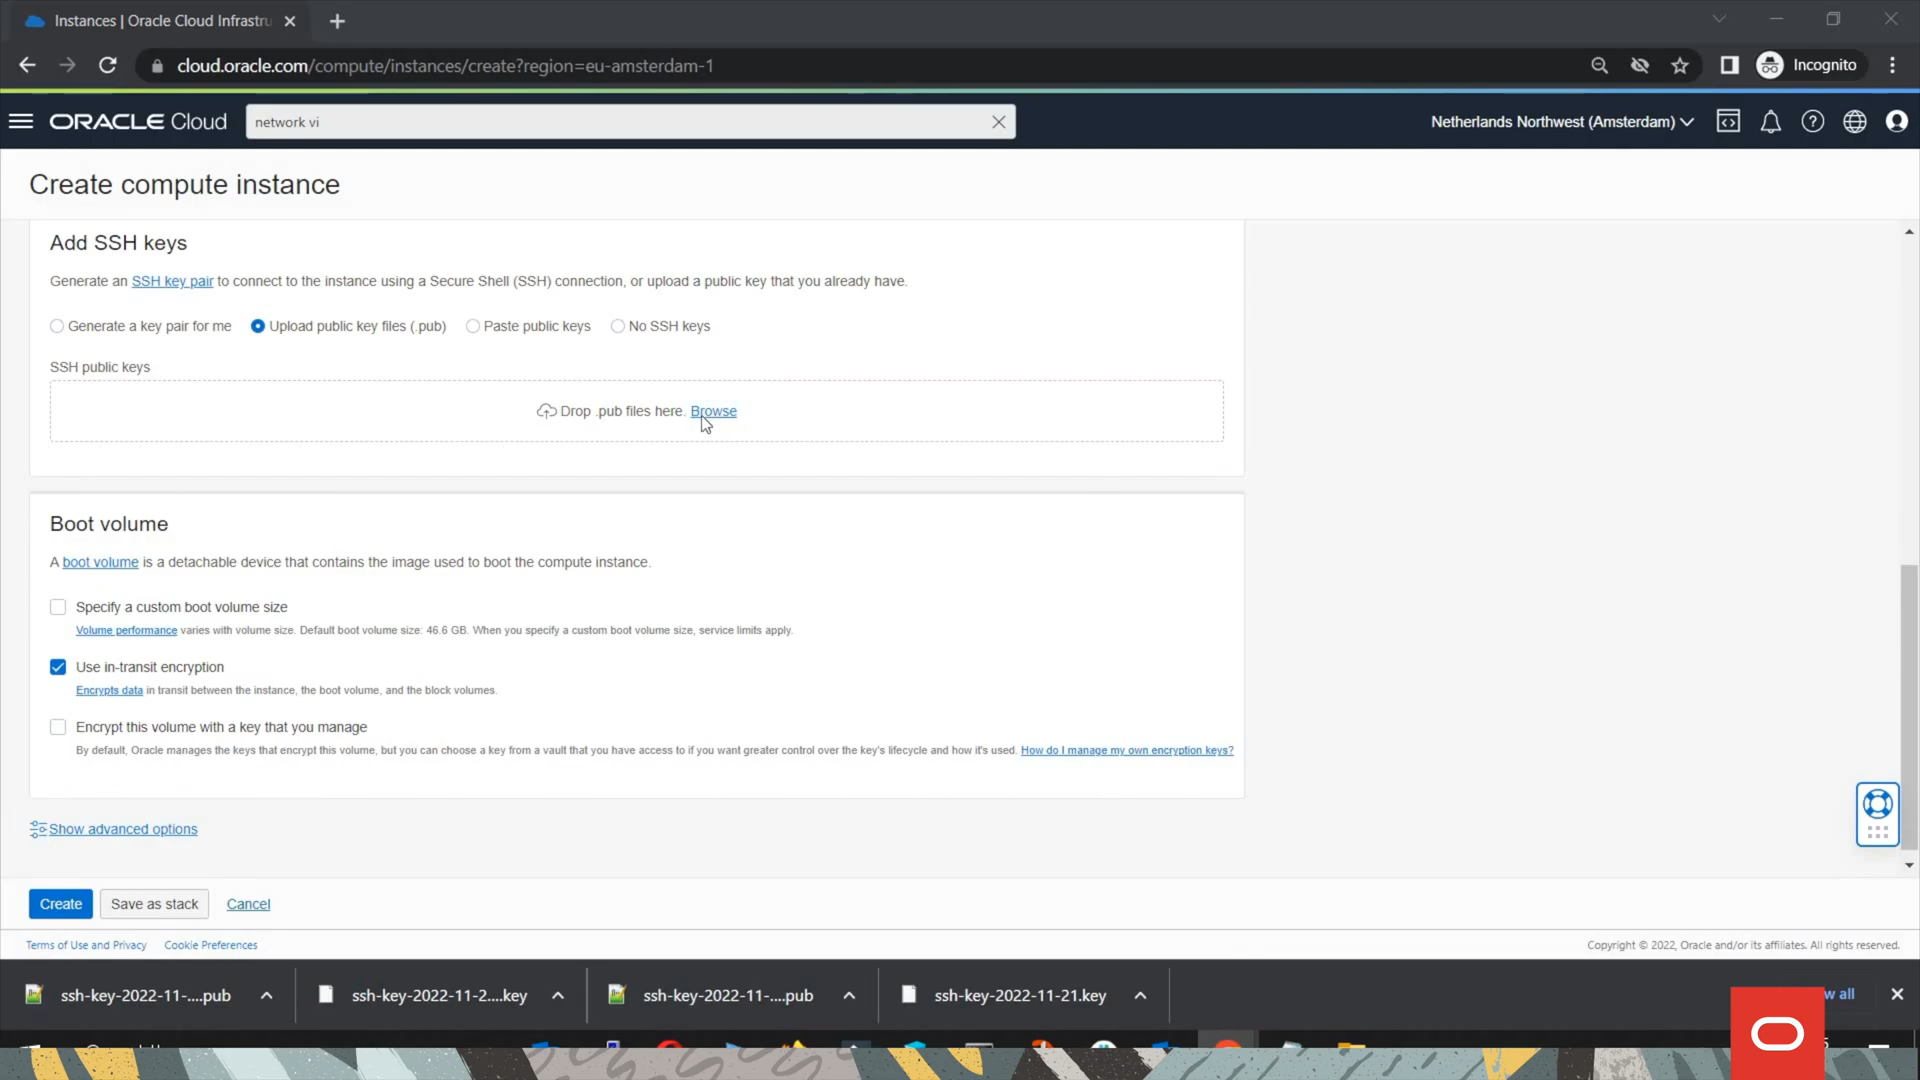 Instances | Oracle Cloud Infrastru
cloud.oracle.com/compute/instances/create?region=eu-amsterdam-1
Incognito
ORACLE Cloud
network vi
Netherlands Northwest (Amsterdam)
Create compute instance
Add SSH keys
Generate an SSH key pair to connect to the instance using a Secure Shell (SSH) connection, or upload a public key that you already have.
Generate a key pair for me
Upload public key files (.pub)
Paste public keys
No SSH keys
SSH public keys
Drop .pub files here. Browse
Boot volume
A boot volume is a detachable device that contains the image used to boot the compute instance.
Specify a custom boot volume size
Volume performance varies with volume size. Default boot volume size: 46.6 GB. When you specify a custom boot volume size, service limits apply.
Use in-transit encryption
Encrypts data in transit between the instance, the boot volume, and the block volumes.
Encrypt this volume with a key that you manage
By default, Oracle manages the keys that encrypt this volume, but you can choose a key from a vault that you have access to if you want greater control over the key's lifecycle and how it's used. How do I manage my own encryption keys?
Show advanced options
Create
Save as stack
Cancel
Terms of Use and Privacy
Cookie Preferences
Copyright © 2022, Oracle and/or its affiliates. All rights reserved.
ssh-key-2022-11-....pub
ssh-key-2022-11-2....key
ssh-key-2022-11-....pub
ssh-key-2022-11-21.key
w all